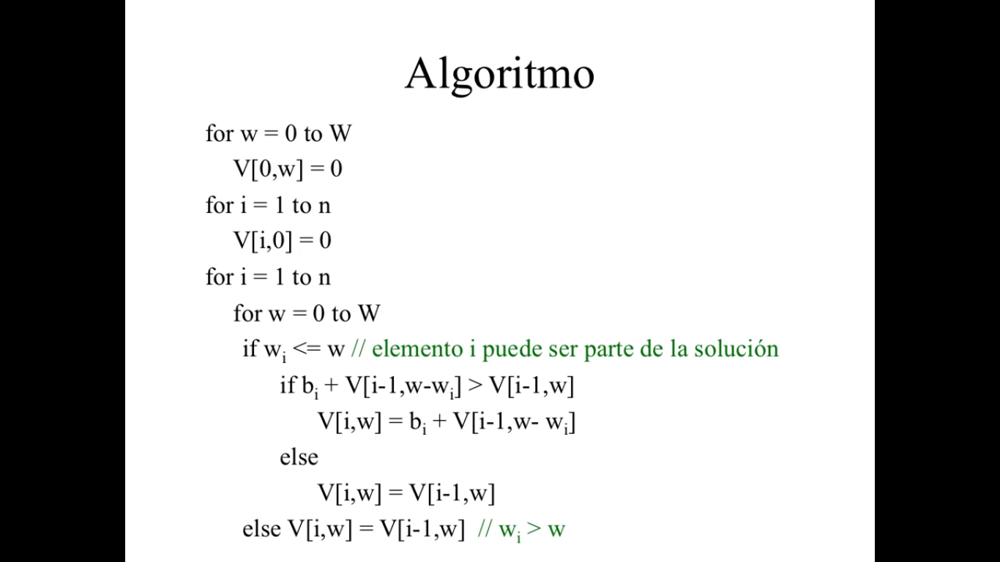 Algoritmo
for w = 0 to W
V[0,w] = 0
for i = 1 to n
V[i,0] = 0
for i = 1 to n
for w = 0 to W
if wi <= w // elemento i puede ser parte de la solución
if bi + V[i-1,w-wi] > V[i-1,w]
V[i,w] = bi + V[i-1,w- wi]
else
V[i,w] = V[i-1,w]
else V[i,w] = V[i-1,w] // wi > w